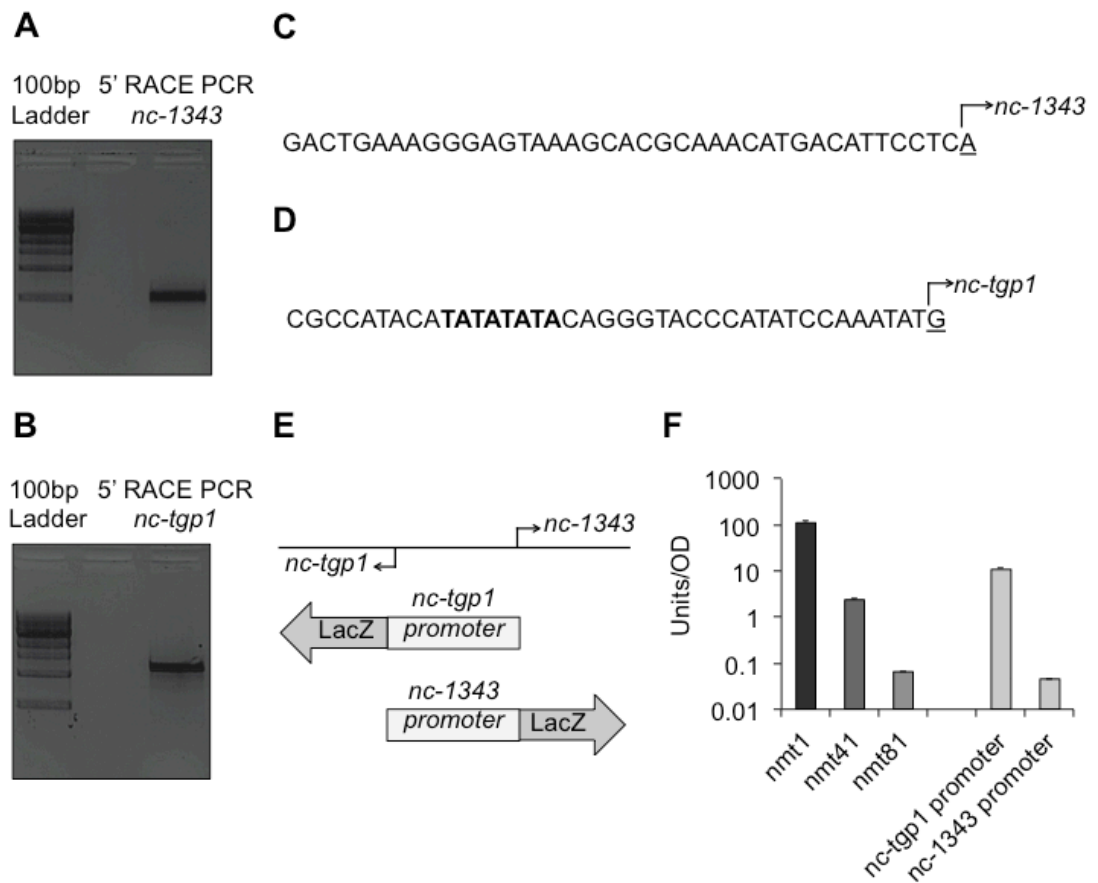 A
100bp 5' RACE PCR
Ladder nc-1343
B
100bp 5' RACE PCR
Ladder nc-tgp1
C
nc-1343
GACTGAAAGGGAGTAAAGCACGCAAACATGACATTCCTCA
D
nc-tgp1
CGCCATACATATATATACAGGGTACCCATATCCAAATATG
E
nc-1343
nc-tgp1
nc-tgp1
LacZ promoter
nc-1343
promoter LacZ
F
Units/OD
1000
100
10
1
0.1
0.01
nmt1
nmt41
nmt81
nc-tgp1 promoter
nc-1343 promoter